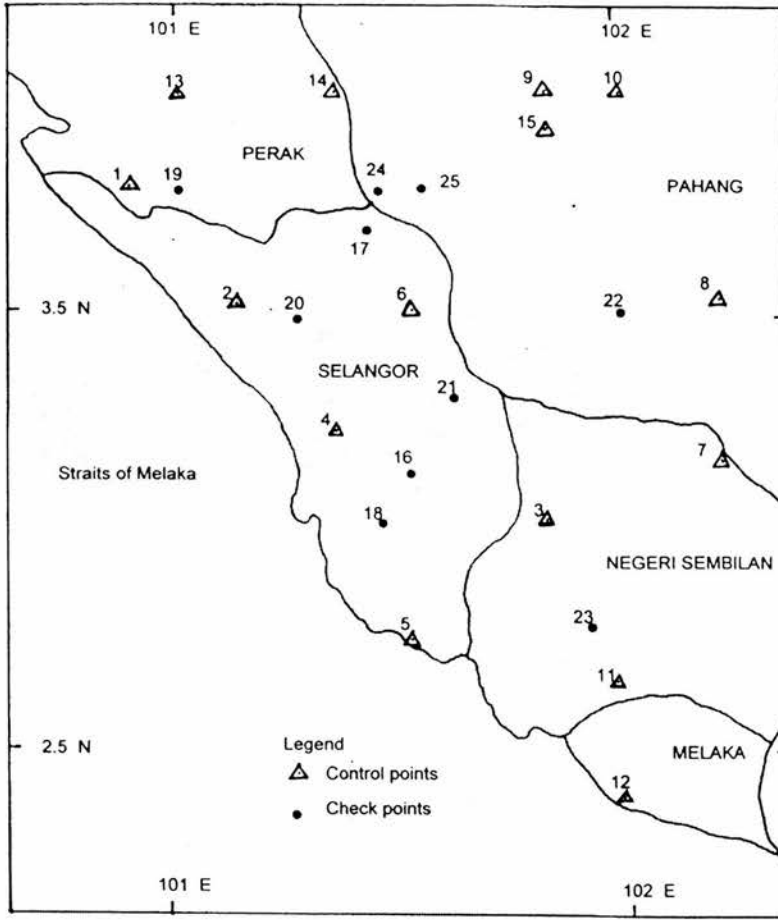 101 E 102 E
13 14 9 10
15
PERAK
1 19 24 25 PAHANG
17
2 20 6 8 22
3.5 N
SELANGOR
21
4
7
16
Straits of Melaka
18 3
NEGERI SEMBILAN
5 23
11
2.5 N
Legend
MELAKA
Control points
12
Check points
101 E 102 E